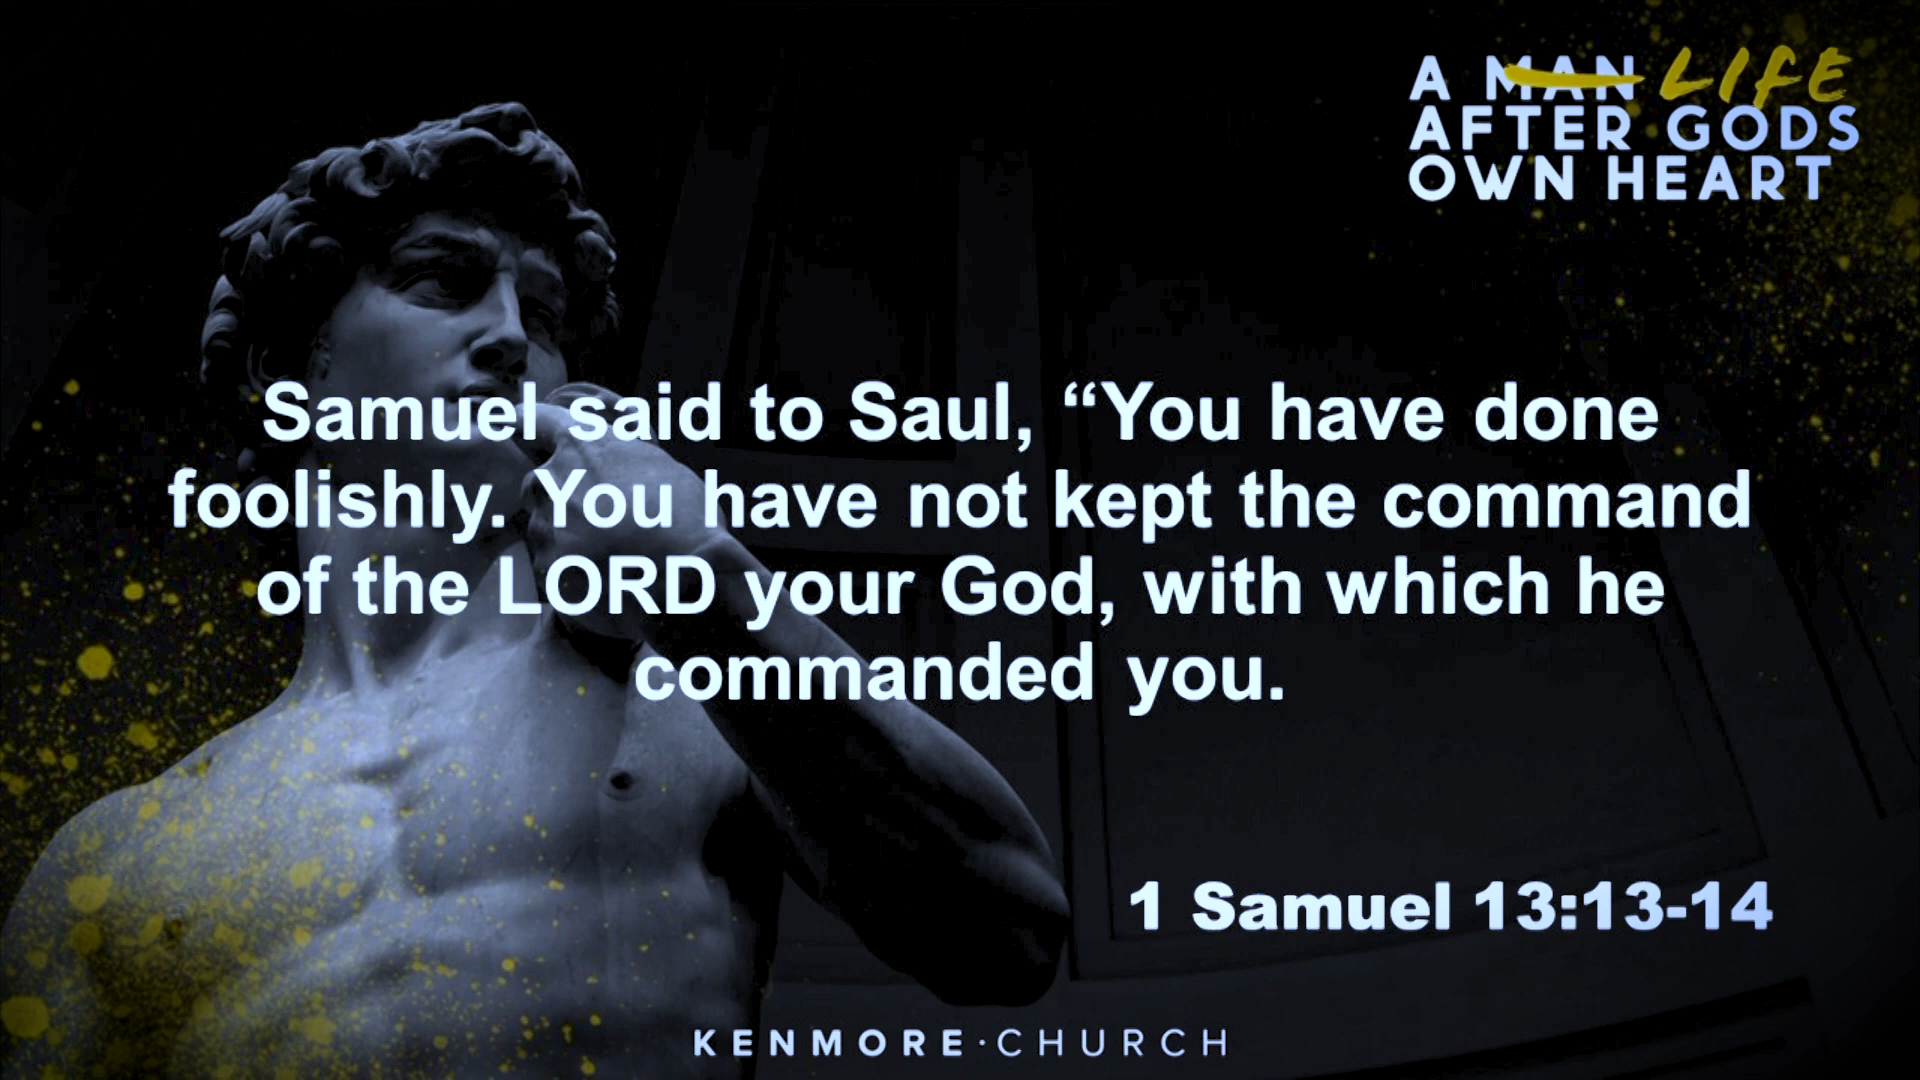 A MAN LIFE
AFTER GODS
OWN HEART
Samuel said to Saul, “You have done
foolishly. You have not kept the command
of the LORD your God, with which he
commanded you.
1 Samuel 13:13-14
KENMORE·CHURCH